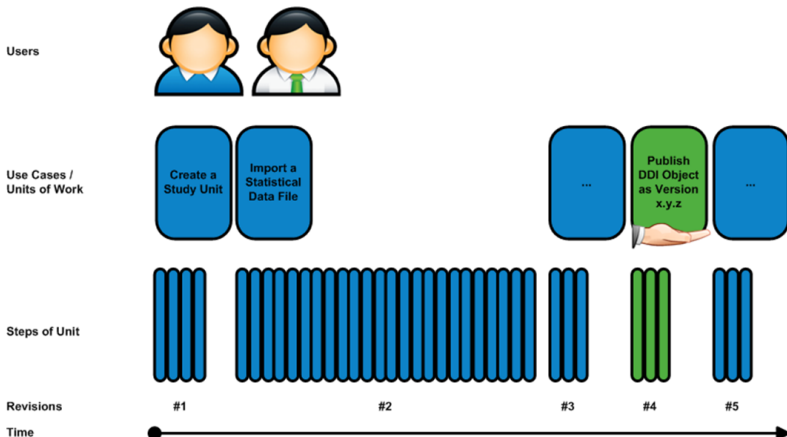 Users
Use Cases /
Units of Work
Create a
Study Unit
Import a
Statistical
Data File
...
Publish
DDI Object
as Version
x.y.z
...
Steps of Unit
Revisions
#1
#2
#3
#4
#5
Time